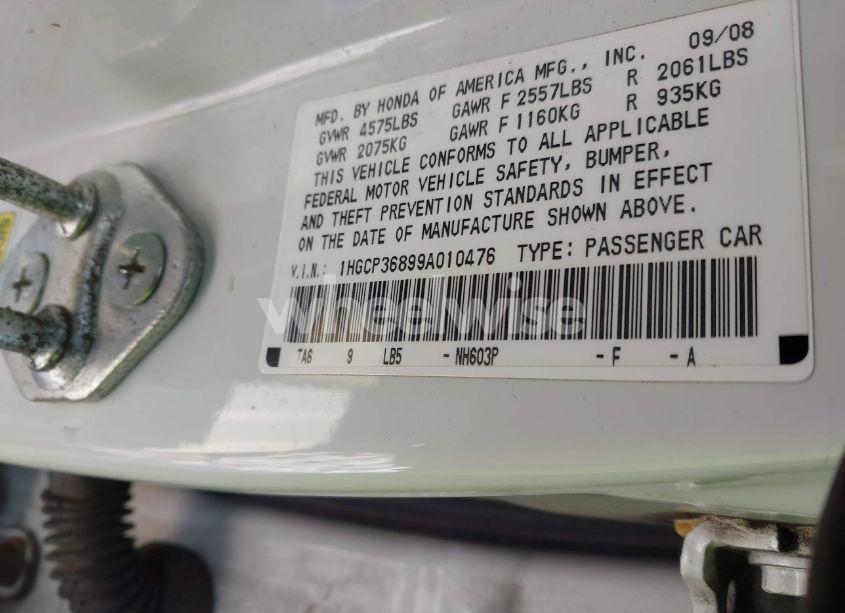 MFD. BY HONDA OF AMERICA MFG., INC. 09/08
GVWR 4575LBS GAWR F 2557LBS R 2061LBS
GVWR 2075KG GAWR F 1160KG R 935KG
THIS VEHICLE CONFORMS TO ALL APPLICABLE
FEDERAL MOTOR VEHICLE SAFETY, BUMPER,
AND THEFT PREVENTION STANDARDS IN EFFECT
ON THE DATE OF MANUFACTURE SHOWN ABOVE.
V.I.N.: 1HGCP36899A010476 TYPE: PASSENGER CAR
wheelwise
TA6 9 LB5 - NH603P - F - A